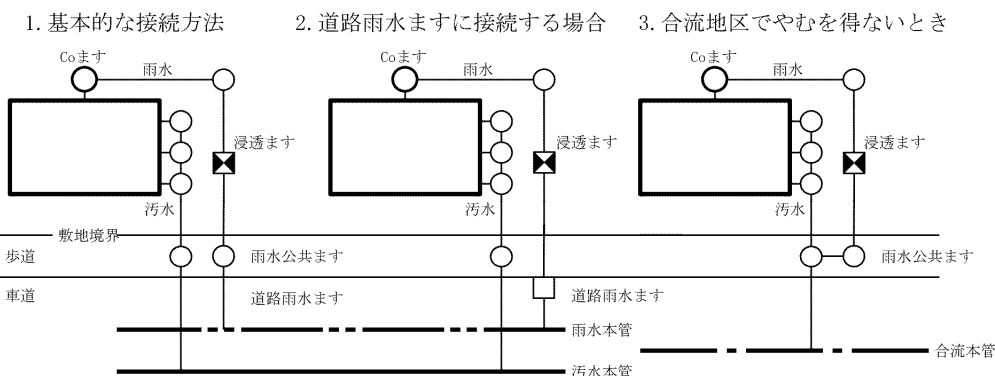 1.基本的な接続方法
2.道路雨水ますに接続する場合
3.合流地区でやむを得ないとき
Coます
雨水
Coます
雨水
Coます
雨水
浸透ます
浸透ます
浸透ます
汚水
汚水
汚水
敷地境界
歩道
雨水公共ます
雨水公共ます
車道
道路雨水ます
道路雨水ます
雨水本管
合流本管
汚水本管